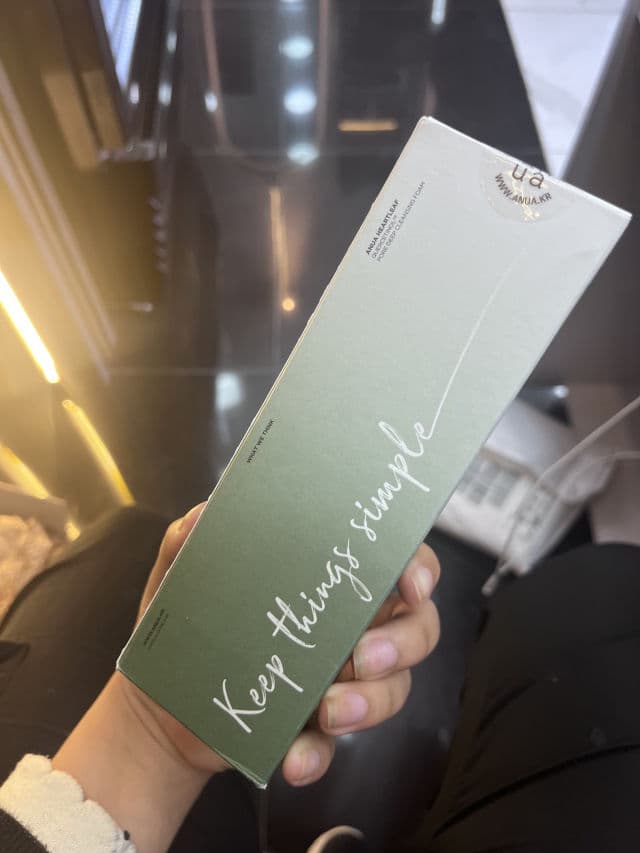 ua
WWW.ANUA.KR
ANUA HEARTLEAF
QUERCETINOL™
PORE DEEP CLEANSING FOAM
WHAT WE THINK
Keep things simple